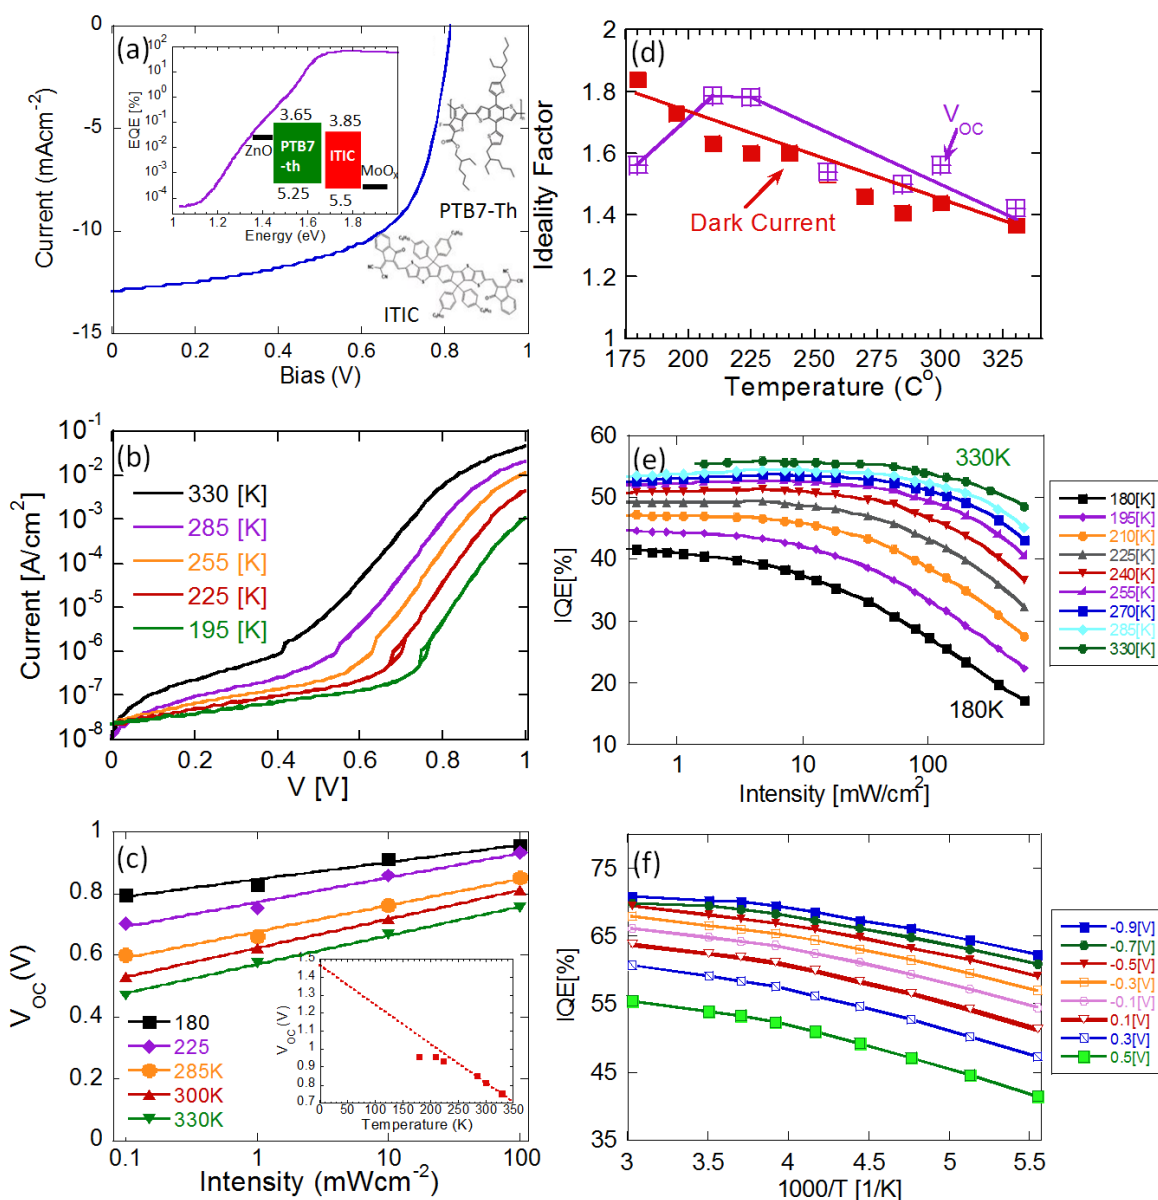 (a)
0
-5
-10
-15
Current (mAcm-2)
0
0.2
0.4
0.6
0.8
1
Bias (V)
10²
10¹
10⁰
10⁻¹
10⁻²
10⁻³
10⁻⁴
EQE [%]
1
1.2
1.4
1.6
1.8
Energy (eV)
3.65
3.85
ZnO
PTB7
-th
ITIC
MoOₓ
5.25
5.5
PTB7-Th
ITIC
(d)
2
1.8
1.6
1.4
1.2
1
Ideality Factor
V OC
Dark Current
175
200
225
250
275
300
325
Temperature (C°)
(b)
10⁻¹
10⁻²
10⁻³
10⁻⁴
10⁻⁵
10⁻⁶
10⁻⁷
10⁻⁸
Current [A/cm²]
330 [K]
285 [K]
255 [K]
225 [K]
195 [K]
0
0.2
0.4
0.6
0.8
1
V [V]
(e)
60
50
40
30
20
10
IQE[%]
330K
180K
1
10
100
Intensity [mW/cm²]
180[K]
195[K]
210[K]
225[K]
240[K]
255[K]
270[K]
285[K]
330[K]
(c)
1
0.8
0.6
0.4
0.2
0
V OC (V)
180
225
285K
300K
330K
0.1
1
10
100
Intensity (mWcm⁻²)
1.5
1.4
1.3
1.2
1.1
1
0.9
0.8
0.7
V OC (V)
0
50
100
150
200
250
300
350
Temperature (K)
(f)
75
65
55
45
35
IQE[%]
3
3.5
4
4.5
5
5.5
1000/T [1/K]
-0.9[V]
-0.7[V]
-0.5[V]
-0.3[V]
-0.1[V]
0.1[V]
0.3[V]
0.5[V]